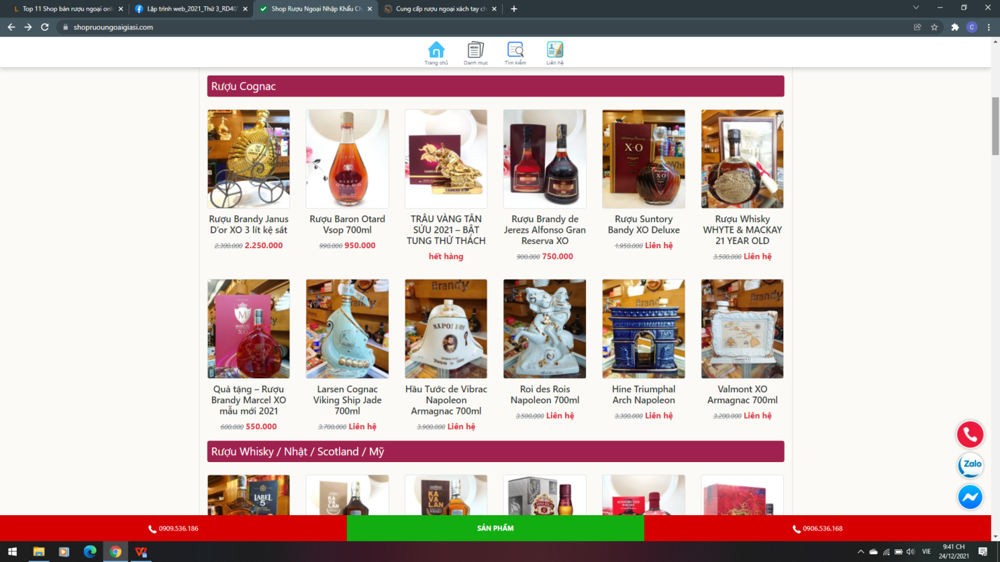 Top 11 Shop bán rượu ngoại onli
Lập trình web_2021_Thứ 3_RD405
Shop Rượu Ngoại Nhập Khẩu Ch
Cung cấp rượu ngoại xách tay ch
shopruoungoaigiasi.com
Trang chủ
Danh mục
Tìm kiếm
Liên hệ
Rượu Cognac
Rượu Brandy Janus
D'or XO 3 lít kệ sắt
2.300.000 2.250.000
Rượu Baron Otard
Vsop 700ml
990.000 950.000
TRÂU VÀNG TÂN
SỬU 2021 – BẬT
TUNG THỬ THÁCH
hết hàng
Rượu Brandy de
Jerezs Alfonso Gran
Reserva XO
900.000 750.000
Rượu Suntory
Bandy XO Deluxe
1.950.000 Liên hệ
Rượu Whisky
WHYTE & MACKAY
21 YEAR OLD
3.500.000 Liên hệ
Quà tặng – Rượu
Brandy Marcel XO
mẫu mới 2021
600.000 550.000
Larsen Cognac
Viking Ship Jade
700ml
3.700.000 Liên hệ
Hầu Tước de Vibrac
Napoleon
Armagnac 700ml
3.900.000 Liên hệ
Roi des Rois
Napoleon 700ml
3.500.000 Liên hệ
Hine Triumphal
Arch Napoleon
3.300.000 Liên hệ
Valmont XO
Armagnac 700ml
3.200.000 Liên hệ
Rượu Whisky / Nhật / Scotland / Mỹ
LABEL
5
KA
VA
LAN
KA
VA
LAN
Zalo
0909.536.186
SẢN PHẨM
0906.536.168
VIE
9:41 CH
24/12/2021